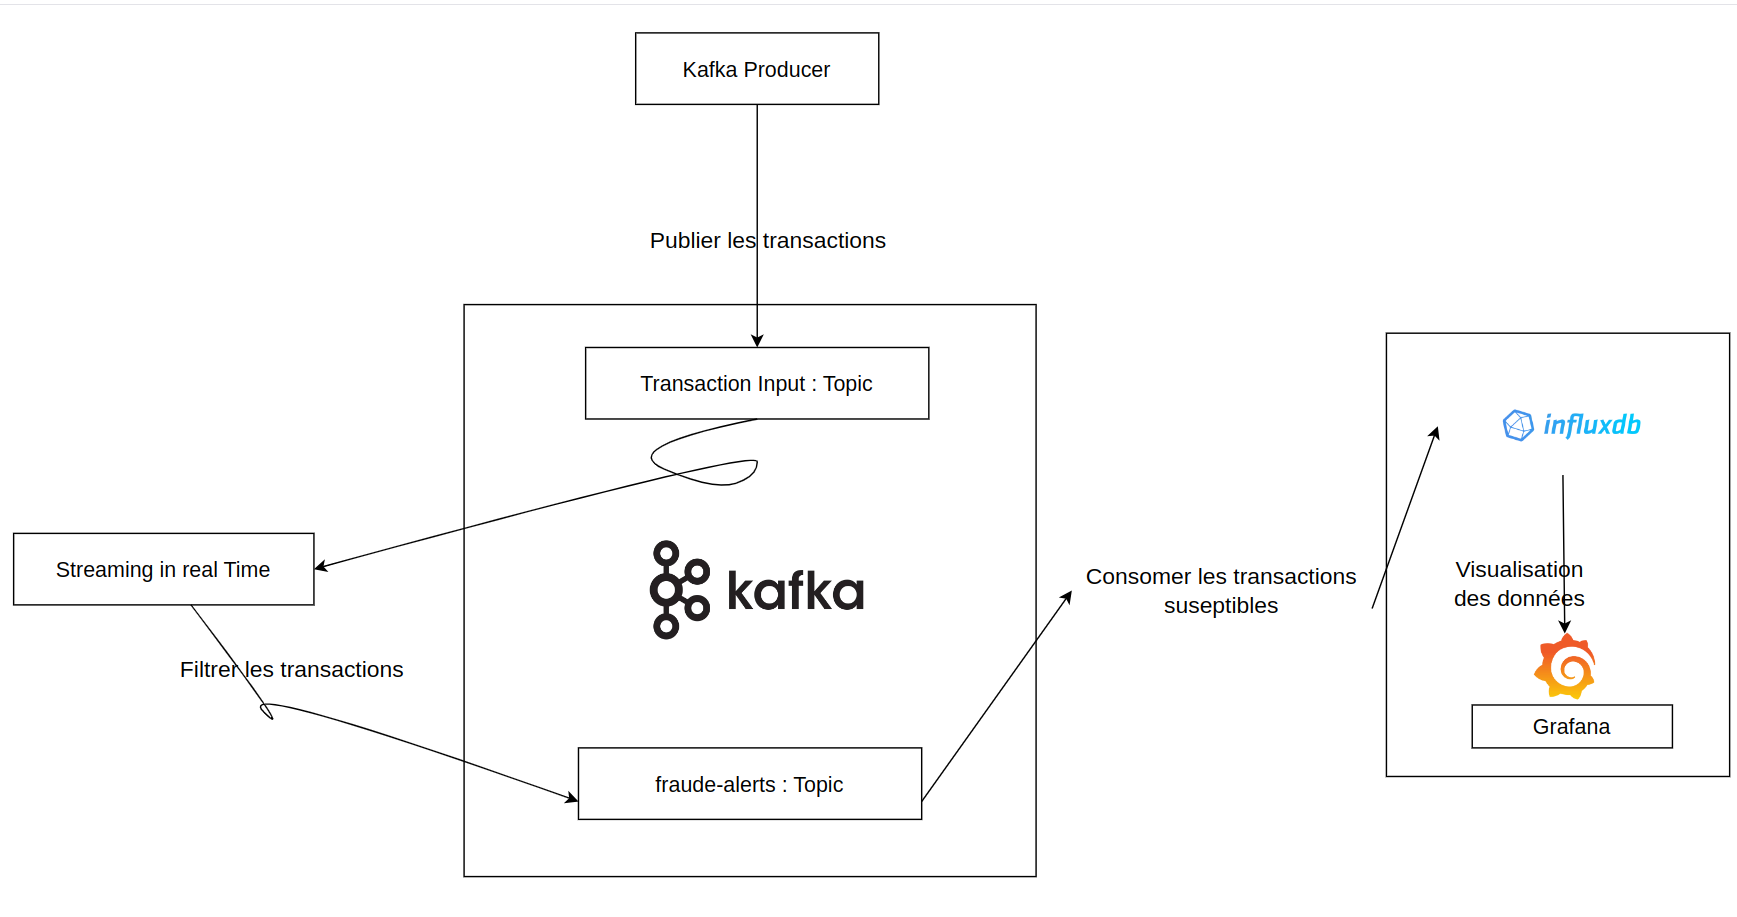 Kafka Producer
Publier les transactions
Transaction Input : Topic
influxdb
Streaming in real Time
kafka
Consomer les transactions
suseptibles
Visualisation
des données
Filtrer les transactions
Grafana
fraude-alerts : Topic